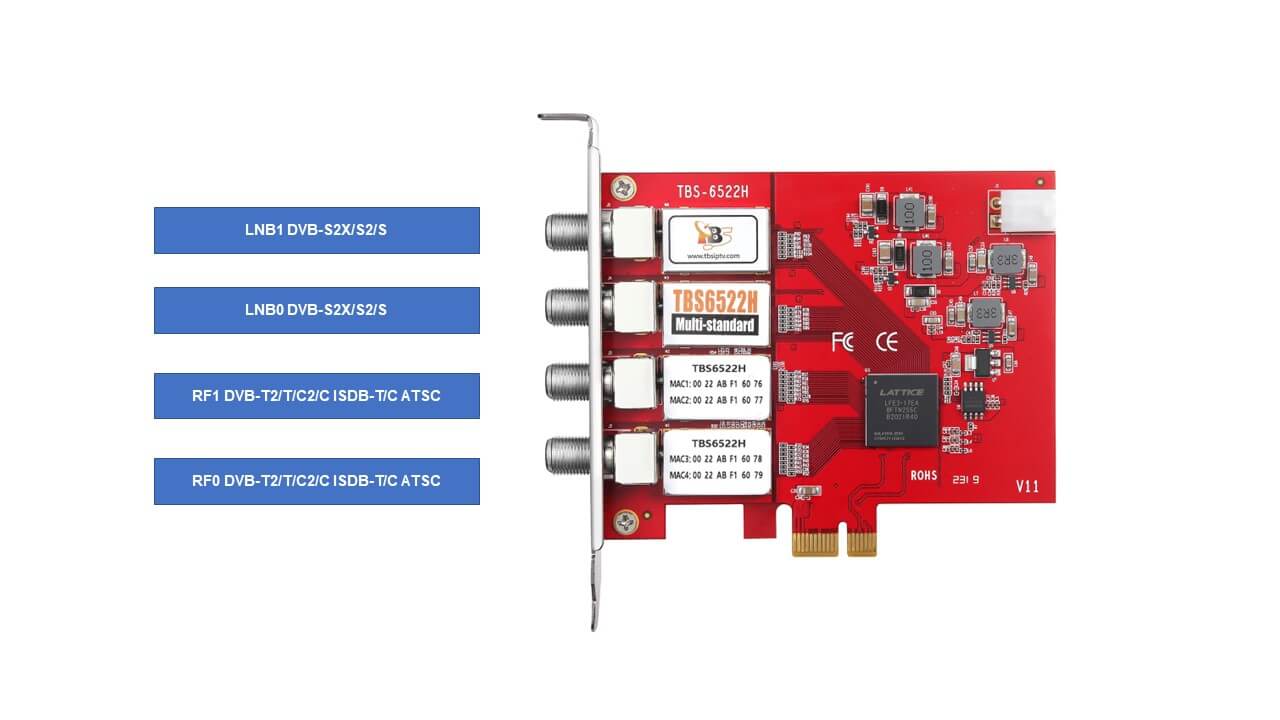 LNB1 DVB-S2X/S2/S
LNB0 DVB-S2X/S2/S
RF1 DVB-T2/T/C2/C ISDB-T/C ATSC
RF0 DVB-T2/T/C2/C ISDB-T/C ATSC
TBS-6522H
TBS
www.tbsiptv.com
TBS6522H
Multi-standard
TBS6522H
MAC1: 00 22 AB F1 60 76
MAC2: 00 22 AB F1 60 77
TBS6522H
MAC3: 00 22 AB F1 60 78
MAC4: 00 22 AB F1 60 79
100
100
3R3
3R3
FC CE
LATTICE
LFE3-17EA
ROHS
2319
V11